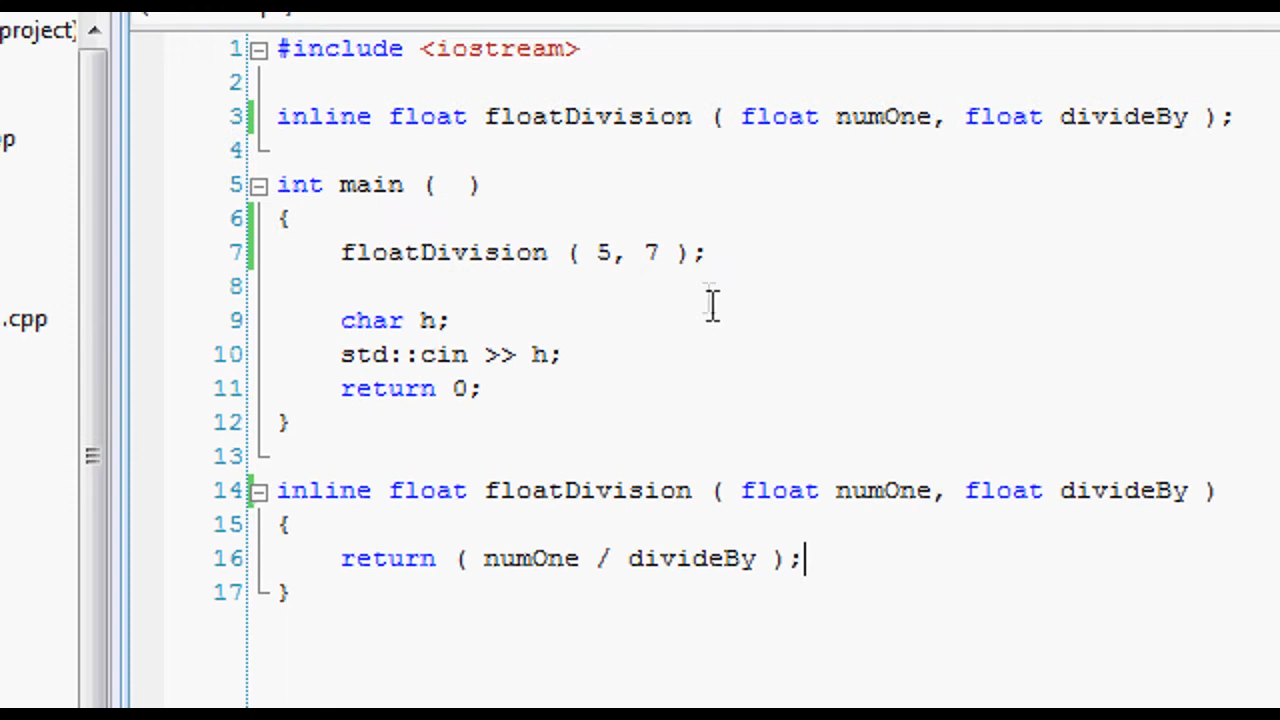 project]
p
.cpp
1 #include <iostream>
2
3 inline float floatDivision ( float numOne, float divideBy );
4
5 int main (  )
6 {
7     floatDivision ( 5, 7 );
8
9     char h;
10     std::cin >> h;
11     return 0;
12 }
13
14 inline float floatDivision ( float numOne, float divideBy )
15 {
16     return ( numOne / divideBy );
17 }